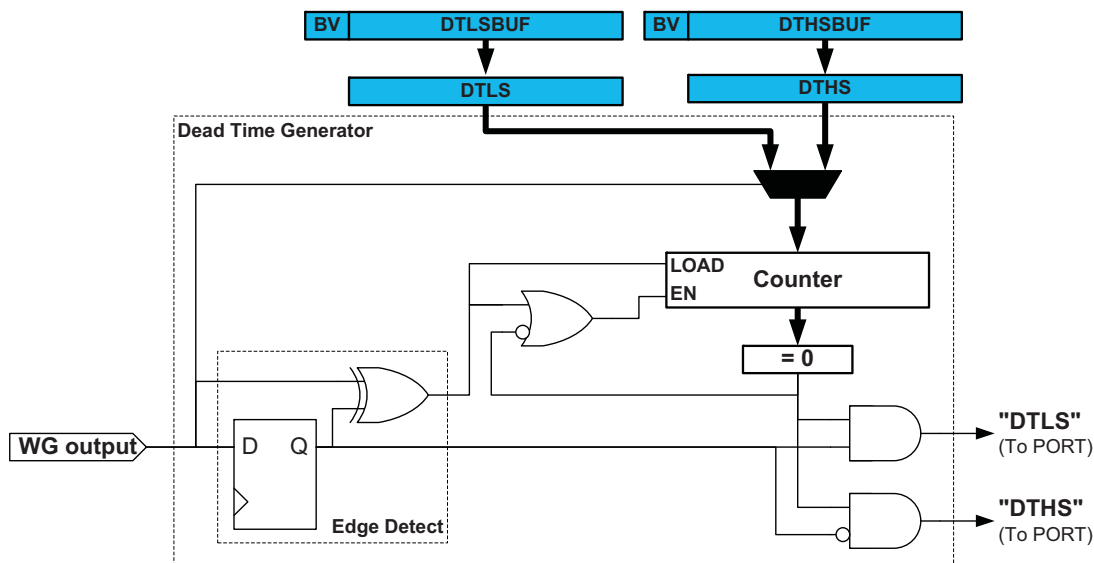 BV DTLSBUF BV DTHSBUF
DTLS DTHS
Dead Time Generator
LOAD
EN
Counter
= 0
WG output
D Q
Edge Detect
"DTLS"
(To PORT)
"DTHS"
(To PORT)